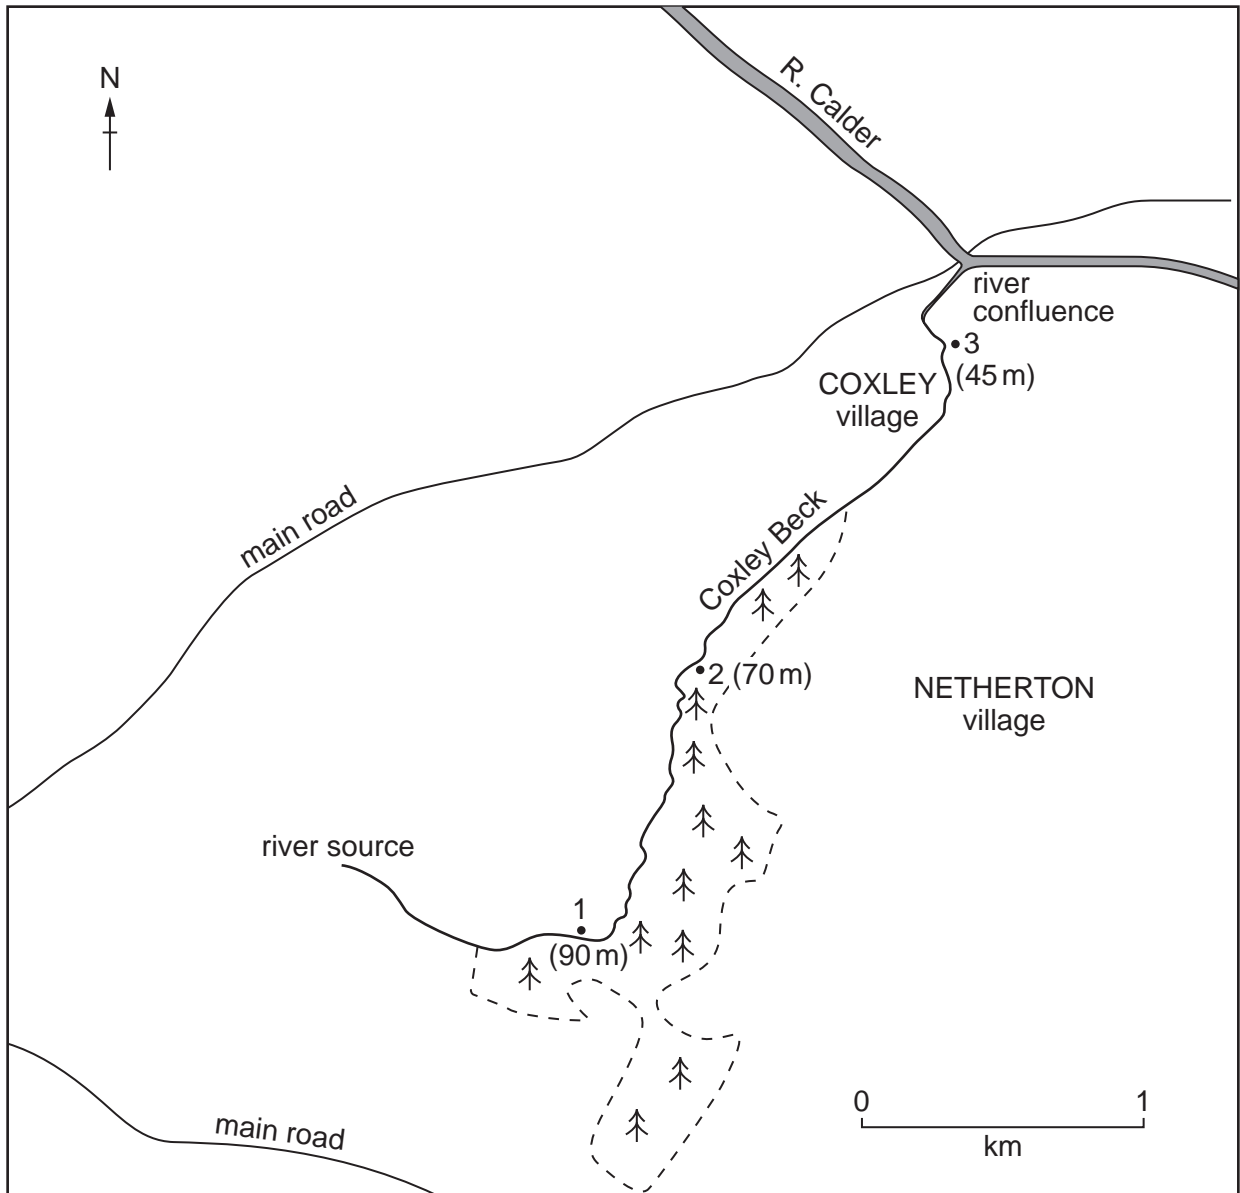 N
R. Calder
river
confluence
3
(45 m)
COXLEY
village
main road
Coxley Beck
2 (70 m)
NETHERTON
village
river source
1
(90 m)
0 1
km
main road